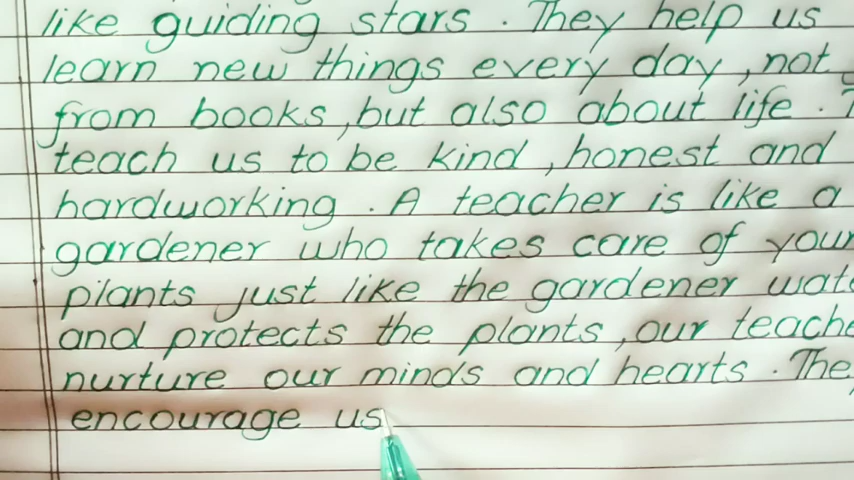 like guiding stars . They help us
learn new things every day , not
from books , but also about life .
teach us to be kind , honest and
hardworking . A teacher is like a
gardener who takes care of
plants just like the gardener
and protects the plants , our
nurture our minds and hearts .
encourage us